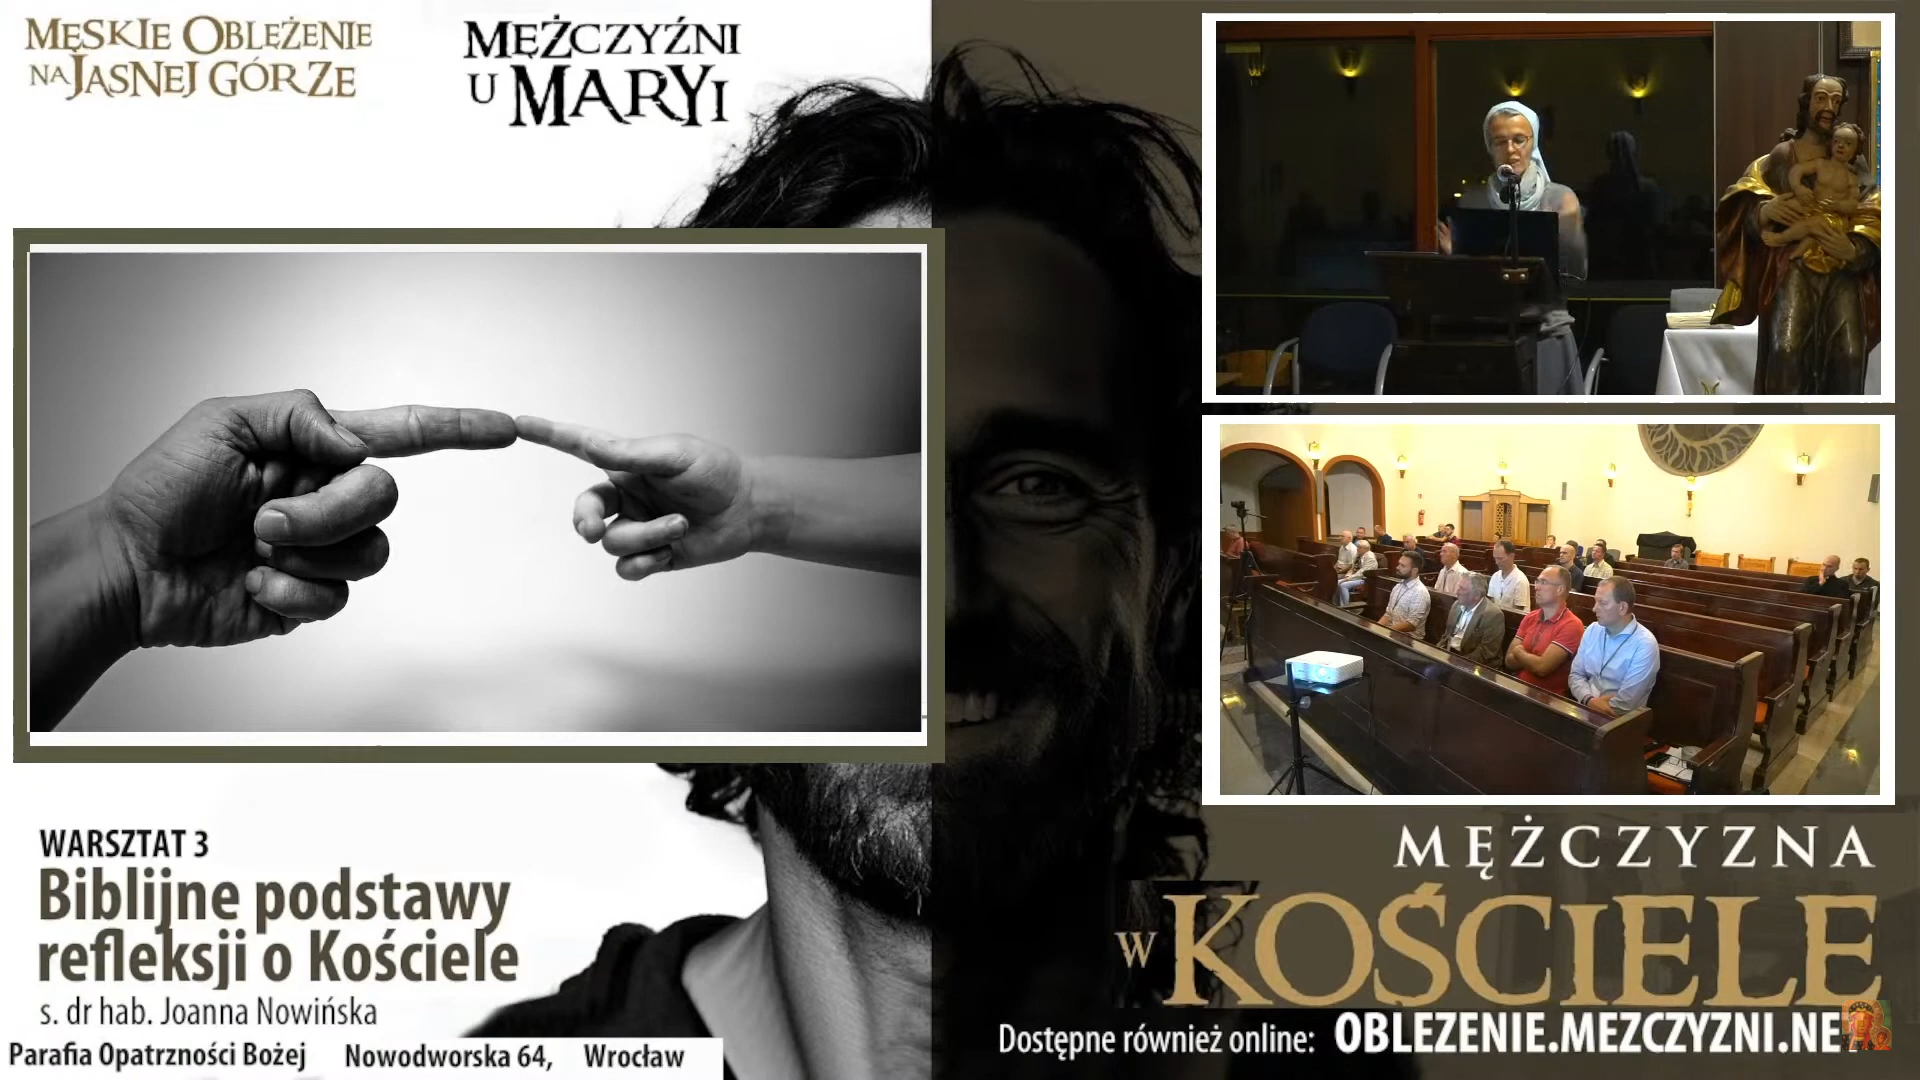 MĘSKIE OBLĘŻENIE
NA JASNEJ GÓRZE
MĘŻCZYŹNI
U MARYI
WARSZTAT 3
Biblijne podstawy
refleksji o Kościele
s. dr hab. Joanna Nowińska
Parafia Opatrzności Bożej Nowodworska 64, Wrocław
MĘŻCZYZNA
W KOŚCIELE
Dostępne również online: OBLEZENIE.MEZCZYZNI.NE